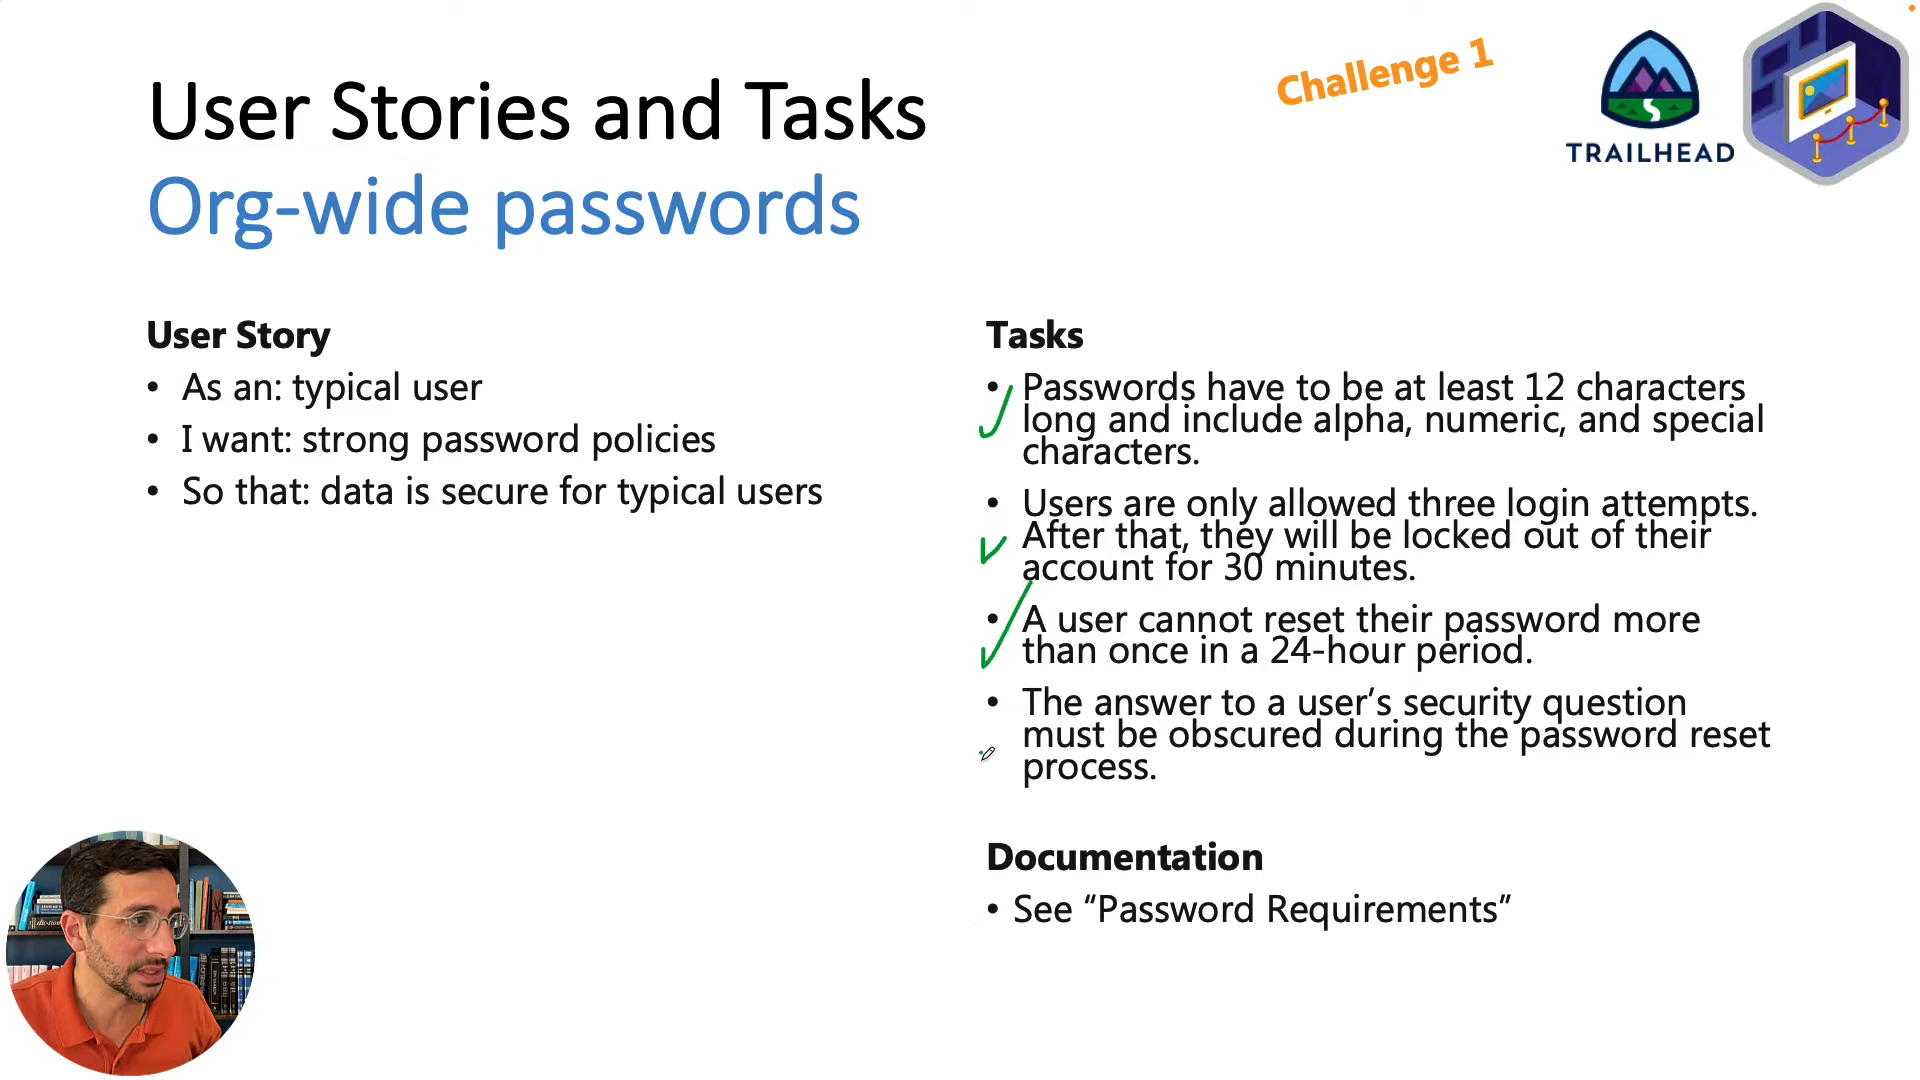 Challenge 1
TRAILHEAD
User Stories and Tasks
Org-wide passwords
User Story
• As an: typical user
• I want: strong password policies
• So that: data is secure for typical users
Tasks
• Passwords have to be at least 12 characters
long and include alpha, numeric, and special
characters.
• Users are only allowed three login attempts.
After that, they will be locked out of their
account for 30 minutes.
• A user cannot reset their password more
than once in a 24-hour period.
• The answer to a user’s security question
must be obscured during the password reset
process.
Documentation
• See “Password Requirements”